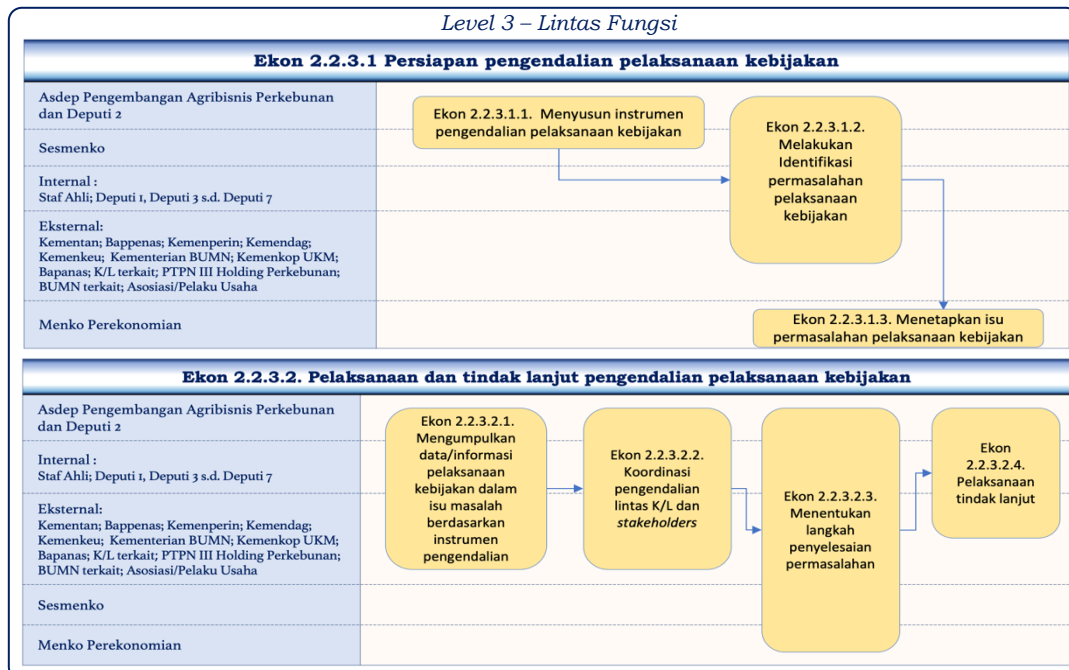 Level 3 – Lintas Fungsi
Ekon 2.2.3.1 Persiapan pengendalian pelaksanaan kebijakan
Asdep Pengembangan Agribisnis Perkebunan
dan Deputi 2
Sesmenko
Internal :
Staf Ahli; Deputi 1, Deputi 3 s.d. Deputi 7
Eksternal:
Kementan; Bappenas; Kemenperin; Kemendag;
Kemenkeu; Kementerian BUMN; Kemenkop UKM;
Bapanas; K/L terkait; PTPN III Holding Perkebunan;
BUMN terkait; Asosiasi/Pelaku Usaha
Menko Perekonomian
Ekon 2.2.3.1.1. Menyusun instrumen
pengendalian pelaksanaan kebijakan
Ekon 2.2.3.1.2.
Melakukan
Identifikasi
permasalahan
pelaksanaan
kebijakan
Ekon 2.2.3.1.3. Menetapkan isu
permasalahan pelaksanaan kebijakan
Ekon 2.2.3.2. Pelaksanaan dan tindak lanjut pengendalian pelaksanaan kebijakan
Asdep Pengembangan Agribisnis Perkebunan
dan Deputi 2
Internal :
Staf Ahli; Deputi 1, Deputi 3 s.d. Deputi 7
Eksternal:
Kementan; Bappenas; Kemenperin; Kemendag;
Kemenkeu; Kementerian BUMN; Kemenkop UKM;
Bapanas; K/L terkait; PTPN III Holding Perkebunan;
BUMN terkait; Asosiasi/Pelaku Usaha
Sesmenko
Menko Perekonomian
Ekon 2.2.3.2.1.
Mengumpulkan
data/informasi
pelaksanaan
kebijakan dalam
isu masalah
berdasarkan
instrumen
pengendalian
Ekon 2.2.3.2.2.
Koordinasi
pengendalian
lintas K/L dan
stakeholders
Ekon 2.2.3.2.3.
Menentukan
langkah
penyelesaian
permasalahan
Ekon
2.2.3.2.4.
Pelaksanaan
tindak lanjut